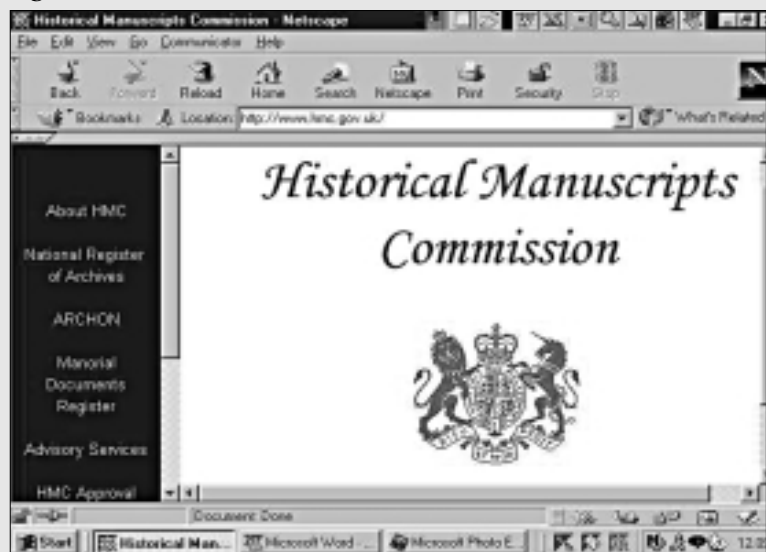 Historical Manuscripts Commission - Netscape
File Edit View Go Communicator Help
Back Forward Reload Home Search Netscape Print Security Stop
Bookmarks Location: http://www.hmc.gov.uk/ What's Related
Historical Manuscripts
Commission
About HMC
National Register
of Archives
ARCHON
Manorial
Documents
Register
Advisory Services
HMC Approval
Document: Done
Start Historical Man... Microsoft Word - ... Microsoft Photo E...